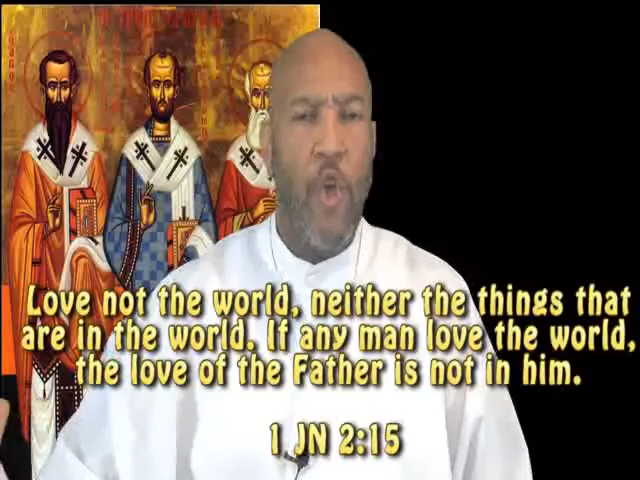 Love not the world, neither the things that
are in the world. If any man love the world,
the love of the Father is not in him.
1 JN 2:15